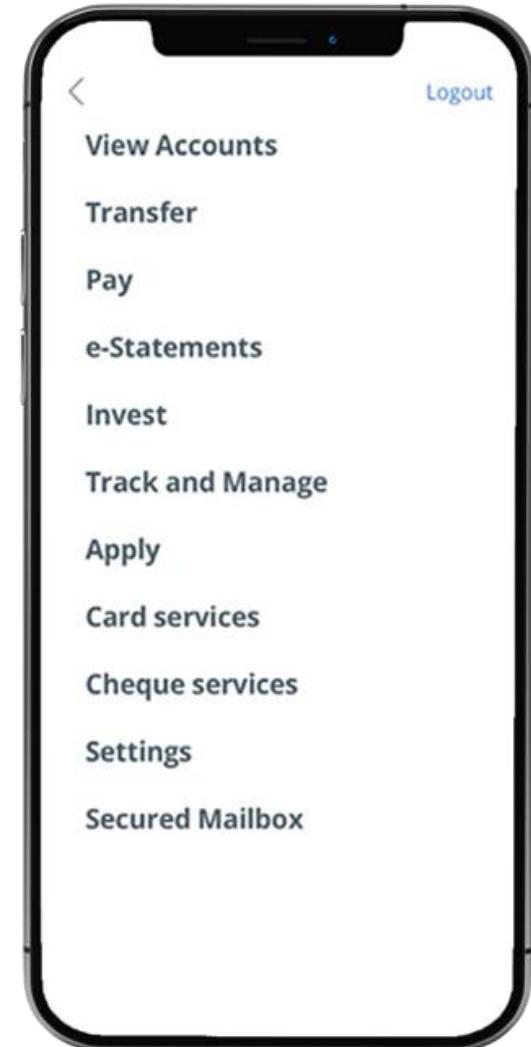 Logout
View Accounts
Transfer
Pay
e-Statements
Invest
Track and Manage
Apply
Card services
Cheque services
Settings
Secured Mailbox